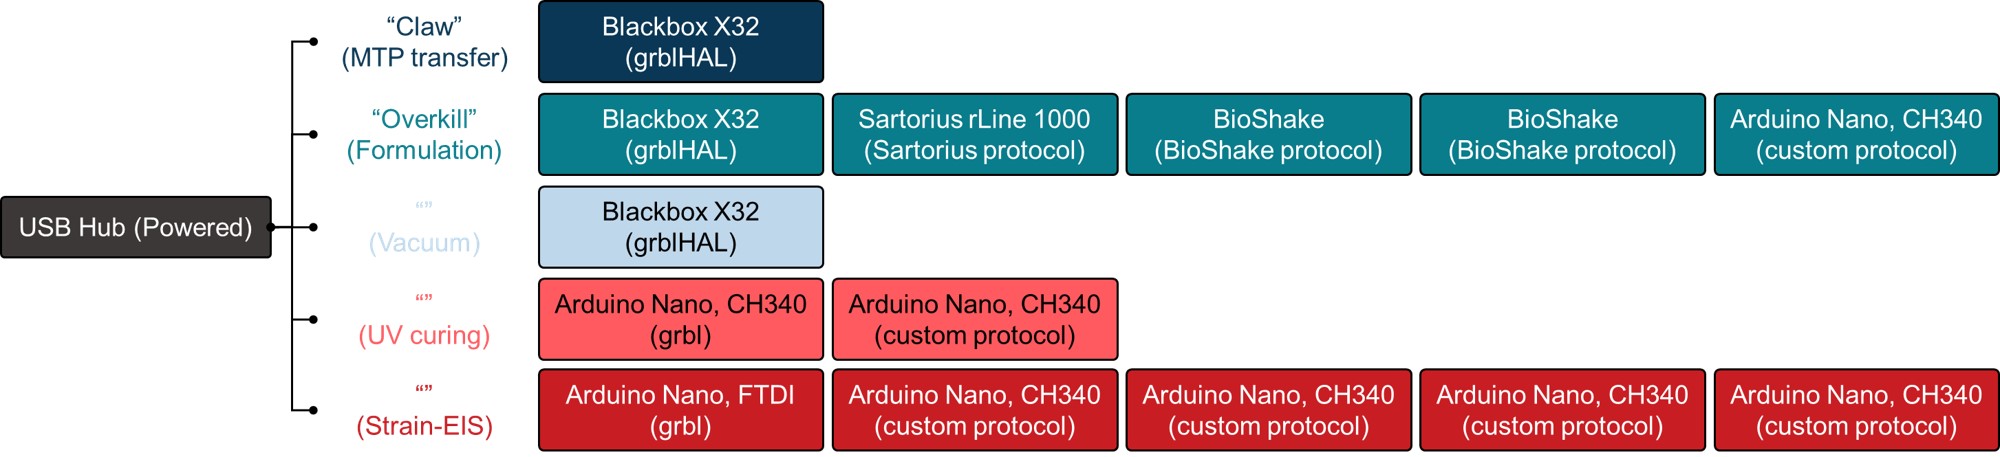 “Claw”
(MTP transfer)
Blackbox X32
(grblHAL)
“Overkill”
(Formulation)
Blackbox X32
(grblHAL)
Sartorius rLine 1000
(Sartorius protocol)
BioShake
(BioShake protocol)
BioShake
(BioShake protocol)
Arduino Nano, CH340
(custom protocol)
USB Hub (Powered)
“”
(Vacuum)
Blackbox X32
(grblHAL)
“”
(UV curing)
Arduino Nano, CH340
(grbl)
Arduino Nano, CH340
(custom protocol)
“”
(Strain-EIS)
Arduino Nano, FTDI
(grbl)
Arduino Nano, CH340
(custom protocol)
Arduino Nano, CH340
(custom protocol)
Arduino Nano, CH340
(custom protocol)
Arduino Nano, CH340
(custom protocol)